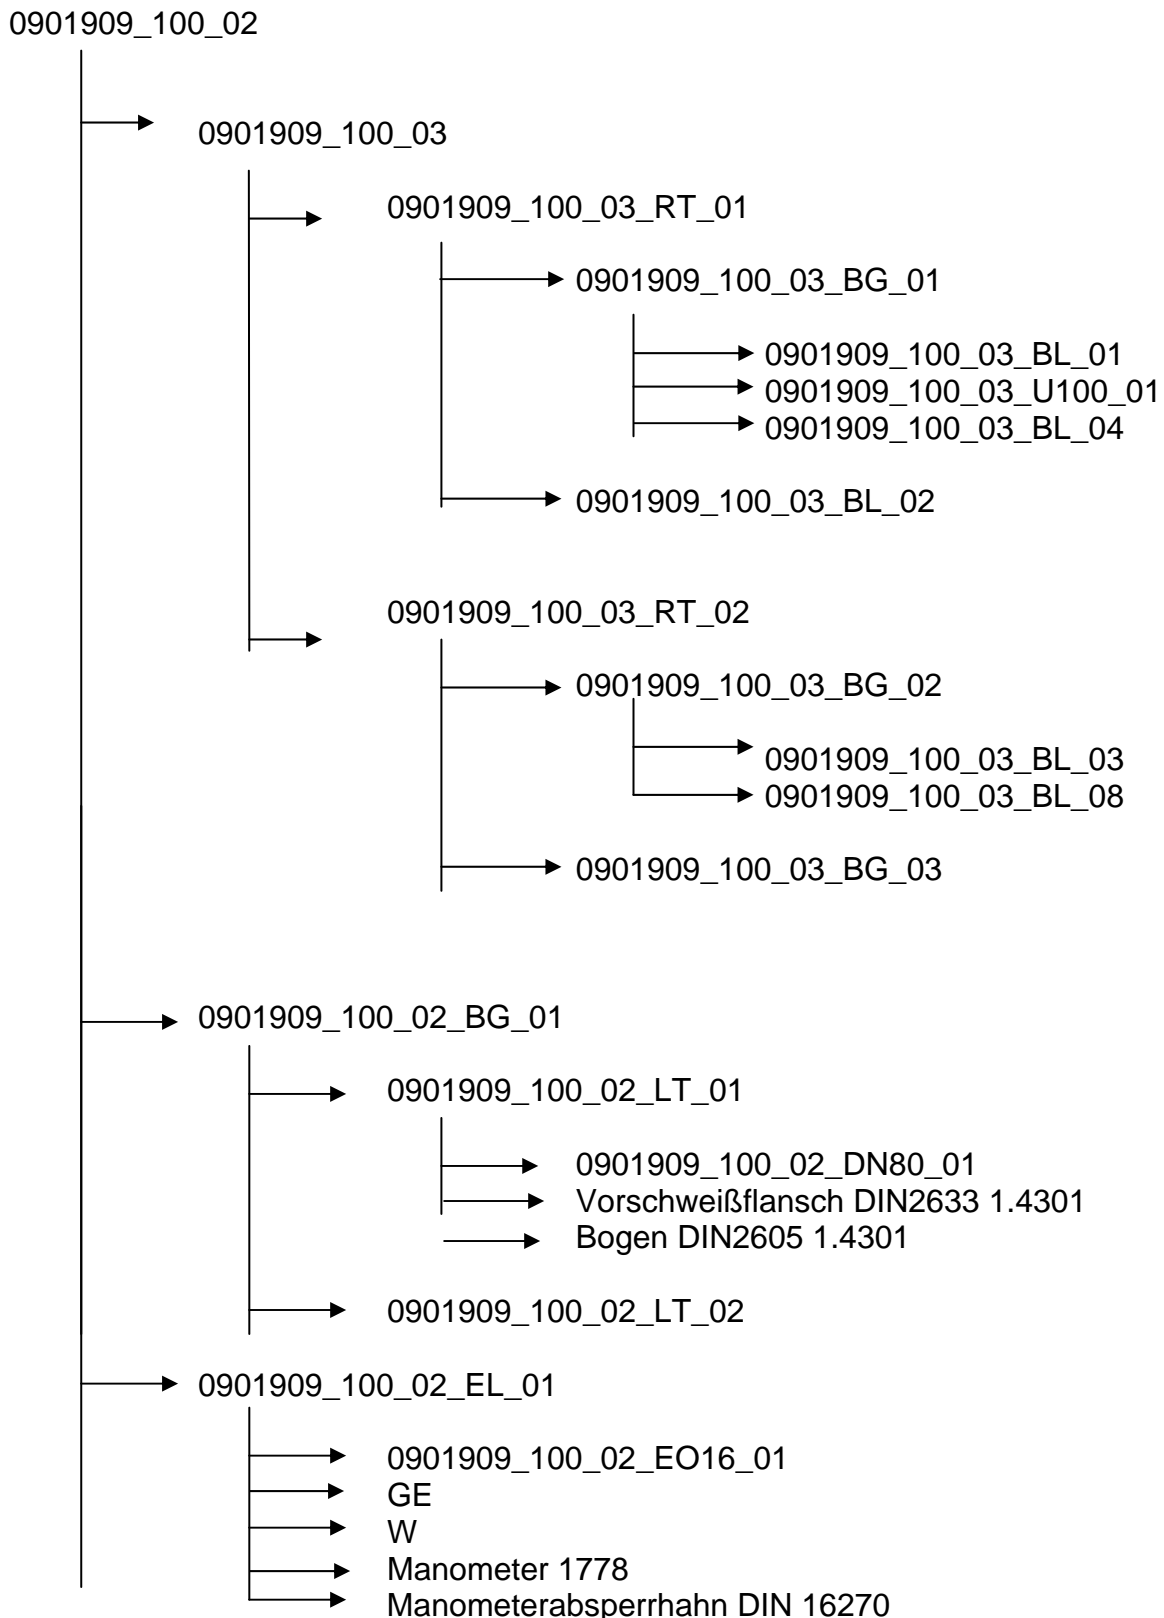 0901909_100_02
0901909_100_03
0901909_100_03_RT_01
0901909_100_03_BG_01
0901909_100_03_BL_01
0901909_100_03_U100_01
0901909_100_03_BL_04
0901909_100_03_BL_02
0901909_100_03_RT_02
0901909_100_03_BG_02
0901909_100_03_BL_03
0901909_100_03_BL_08
0901909_100_03_BG_03
0901909_100_02_BG_01
0901909_100_02_LT_01
0901909_100_02_DN80_01
Vorschweißflansch DIN2633 1.4301
Bogen DIN2605 1.4301
0901909_100_02_LT_02
0901909_100_02_EL_01
0901909_100_02_EO16_01
GE
W
Manometer 1778
Manometerabsperrhahn DIN 16270